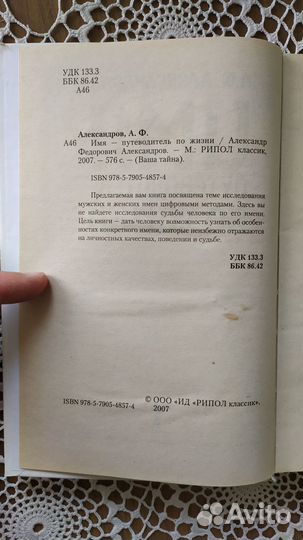 УДК 133.3
ББК 86.42
А46
Александров, А. Ф.
А46 Имя — путеводитель по жизни / Александр
Федорович Александров. — М.: РИПОЛ классик,
2007. — 576 с. — (Ваша тайна).
ISBN 978-5-7905-4857-4
Предлагаемая вам книга посвящена теме исследования
мужских и женских имен цифровыми методами. Здесь вы
не найдете исследования судьбы человека по его имени.
Цель книги — дать человеку возможность узнать об особен-
ностях конкретного имени, которые неизбежно отражаются
на личностных качествах, поведении и судьбе.
УДК 133.3
ББК 86.42
ISBN 978-5-7905-4857-4
© ООО «ИД «РИПОЛ классик»,
2007
Avito